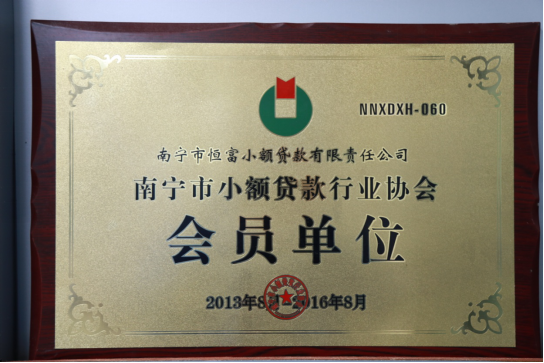 NNXDXH-060
南宁市恒富小额贷款有限责任公司
南宁市小额贷款行业协会
会员单位
2013年8月-2016年8月